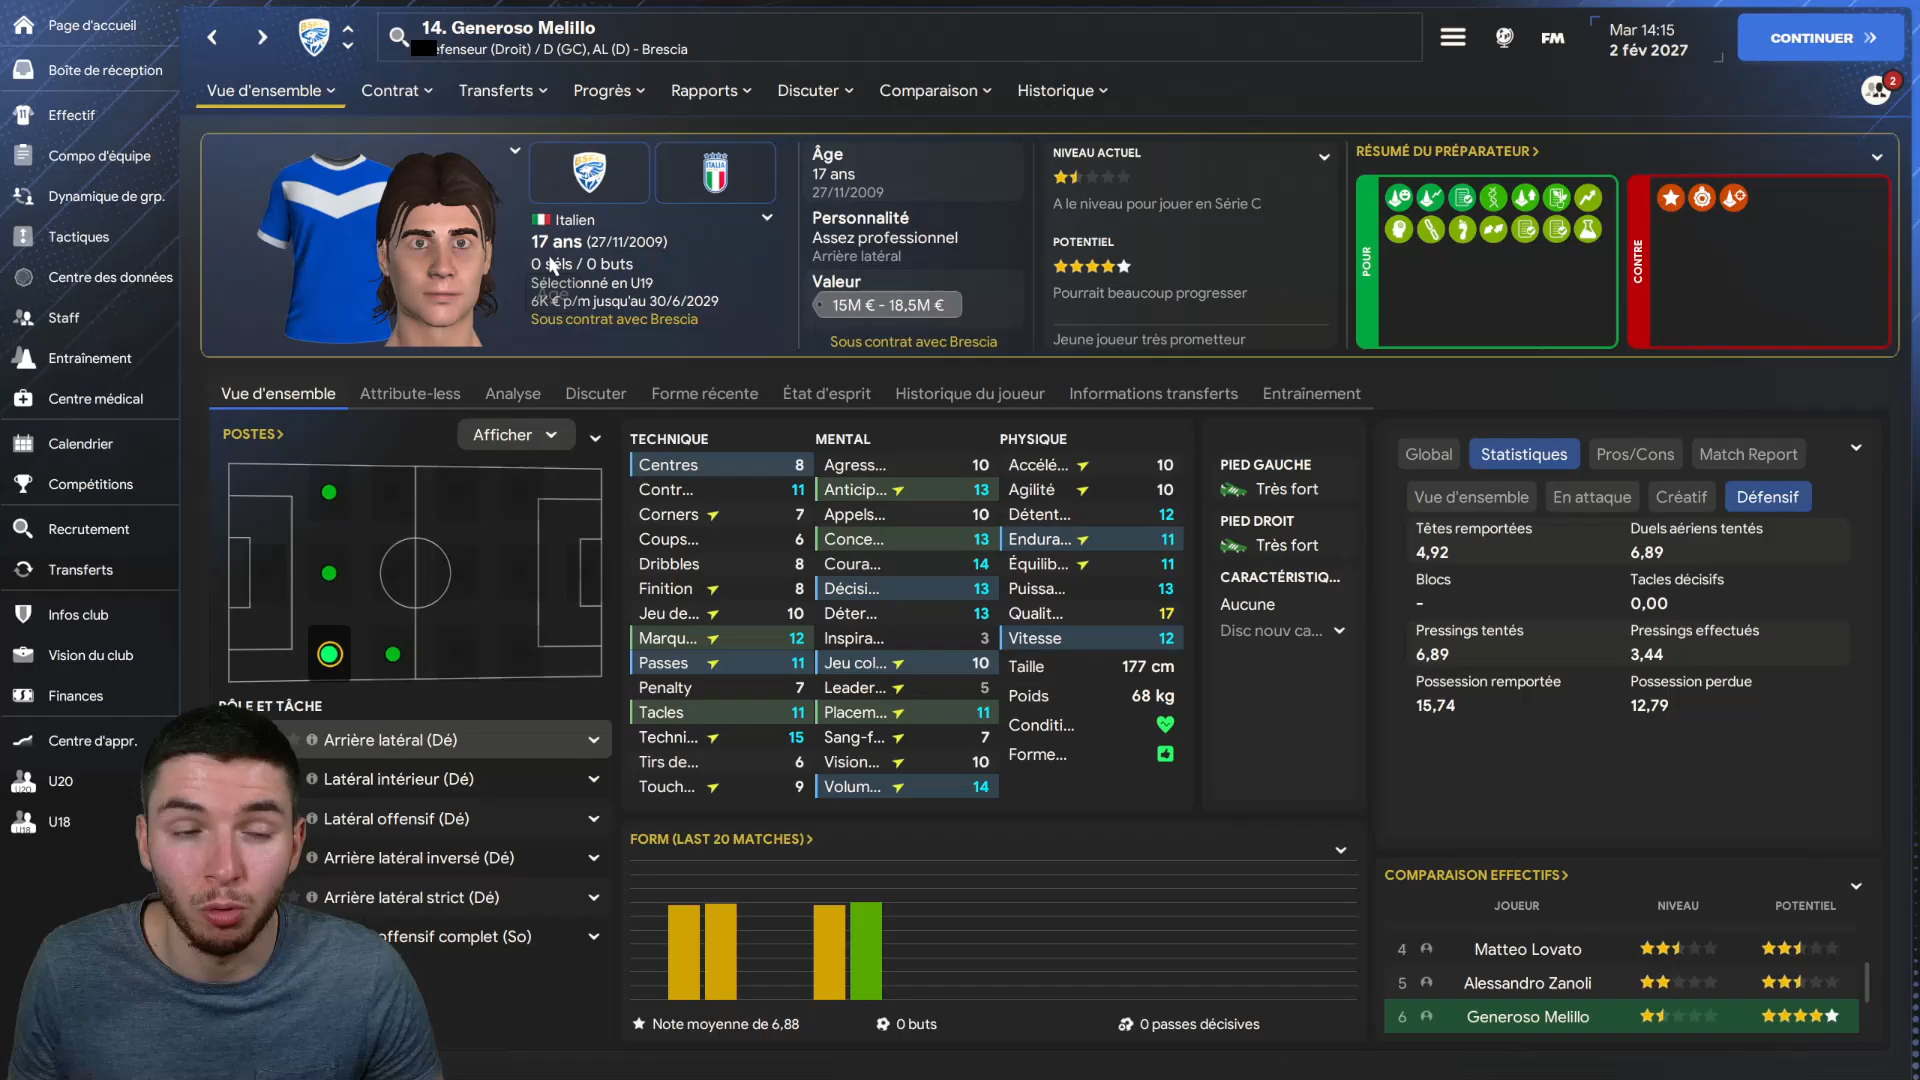 Page d'accueil
Boîte de réception
Effectif
Compo d'équipe
Dynamique de grp.
Tactiques
Centre des données
Staff
Entraînement
Centre médical
Calendrier
Compétitions
Recrutement
Transferts
Infos club
Vision du club
Finances
Centre d'appr.
U20
U18
14. Generoso Melillo
éfenseur (Droit) / D (GC), AL (D) - Brescia
FM
Mar 14:15
2 fév 2027
CONTINUER
2
Vue d'ensemble
Contrat
Transferts
Progrès
Rapports
Discuter
Comparaison
Historique
Italien
17 ans (27/11/2009)
0 séls / 0 buts
Sélectionné en U19
6K € p/m jusqu'au 30/6/2029
Sous contrat avec Brescia
Âge
17 ans
27/11/2009
Personnalité
Assez professionnel
Arrière latéral
Valeur
15M € - 18,5M €
Sous contrat avec Brescia
NIVEAU ACTUEL
A le niveau pour jouer en Série C
POTENTIEL
Pourrait beaucoup progresser
Jeune joueur très prometteur
RÉSUMÉ DU PRÉPARATEUR >
POUR
CONTRE
Vue d'ensemble
Attribute-less
Analyse
Discuter
Forme récente
État d'esprit
Historique du joueur
Informations transferts
Entraînement
POSTES >
Afficher
RÔLE ET TÂCHE
Arrière latéral (Dé)
Latéral intérieur (Dé)
Latéral offensif (Dé)
Arrière latéral inversé (Dé)
Arrière latéral strict (Dé)
offensif complet (So)
TECHNIQUE
Centres 8
Contr... 11
Corners 7
Coups... 6
Dribbles 8
Finition 8
Jeu de... 10
Marqu... 12
Passes 11
Penalty 7
Tacles 11
Techni... 15
Tirs de... 6
Touch... 9
MENTAL
Agress... 10
Anticip... 13
Appels... 10
Conce... 13
Coura... 14
Décisi... 13
Déter... 13
Inspira... 3
Jeu col... 10
Leader... 5
Placem... 11
Sang-f... 7
Vision... 10
Volum... 14
PHYSIQUE
Accélé... 10
Agilité 10
Détent... 12
Endura... 11
Équilib... 11
Puissa... 13
Qualit... 17
Vitesse 12
Taille 177 cm
Poids 68 kg
Conditi...
Forme...
PIED GAUCHE
Très fort
PIED DROIT
Très fort
CARACTÉRISTIQ...
Aucune
Disc nouv ca...
FORM (LAST 20 MATCHES) >
Note moyenne de 6,88
0 buts
0 passes décisives
Global
Statistiques
Pros/Cons
Match Report
Vue d'ensemble
En attaque
Créatif
Défensif
Têtes remportées
4,92
Duels aériens tentés
6,89
Blocs
-
Tacles décisifs
0,00
Pressings tentés
6,89
Pressings effectués
3,44
Possession remportée
15,74
Possession perdue
12,79
COMPARAISON EFFECTIFS >
JOUEUR NIVEAU POTENTIEL
4 Matteo Lovato
5 Alessandro Zanoli
6 Generoso Melillo